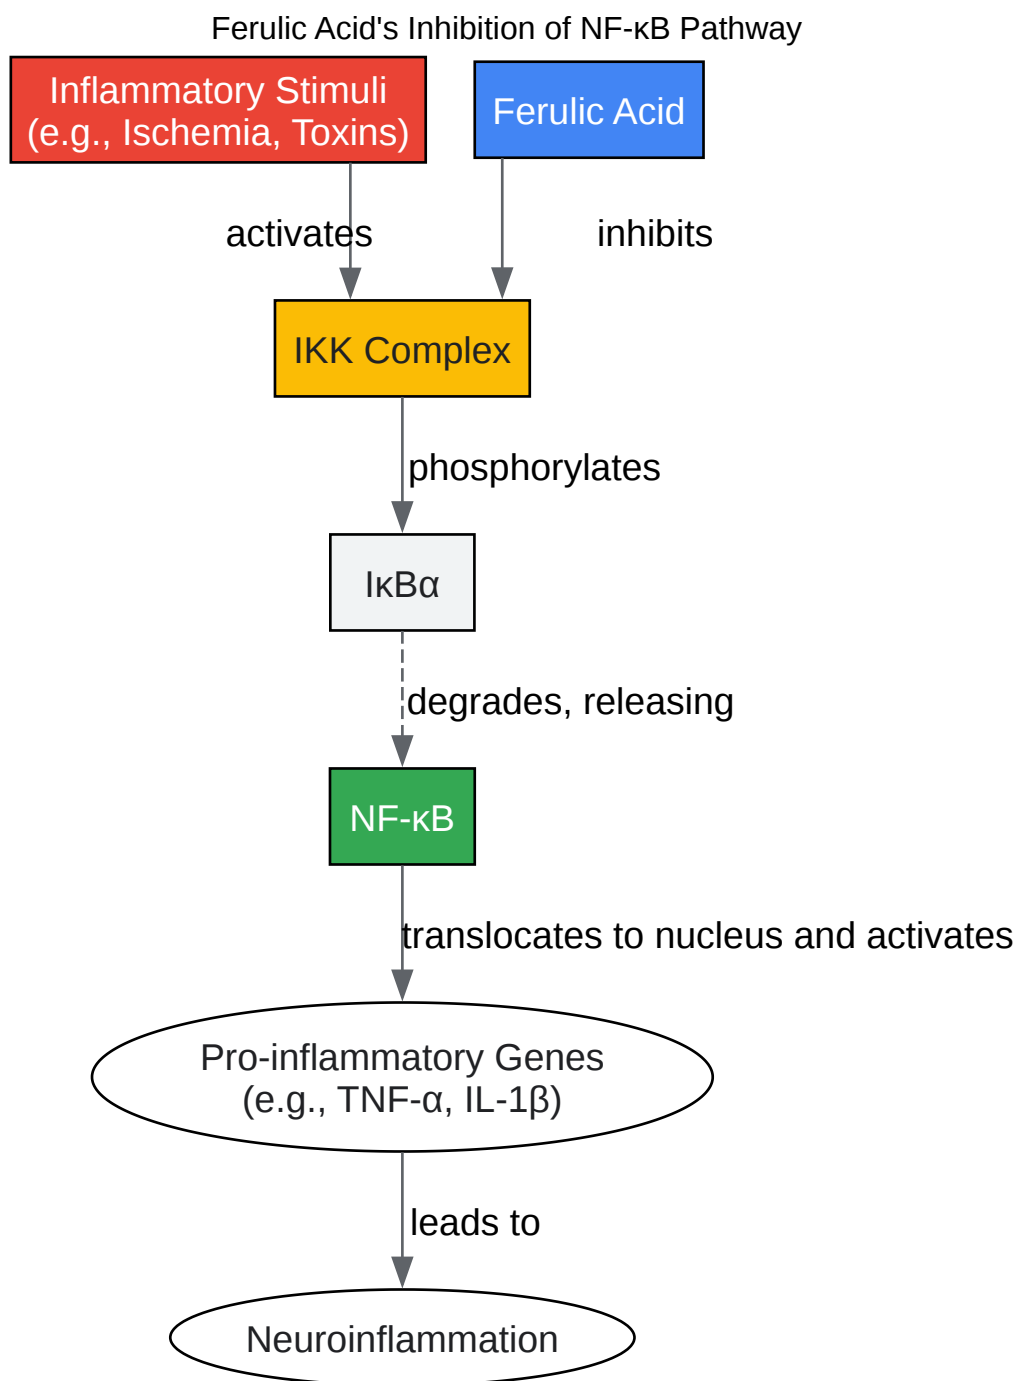 Ferulic Acid's Inhibition of NF-κB Pathway
Inflammatory Stimuli
(e.g., Ischemia, Toxins)
Ferulic Acid
activates
inhibits
IKK Complex
phosphorylates
IκBα
degrades, releasing
NF-κB
translocates to nucleus and activates
Pro-inflammatory Genes
(e.g., TNF-α, IL-1β)
leads to
Neuroinflammation